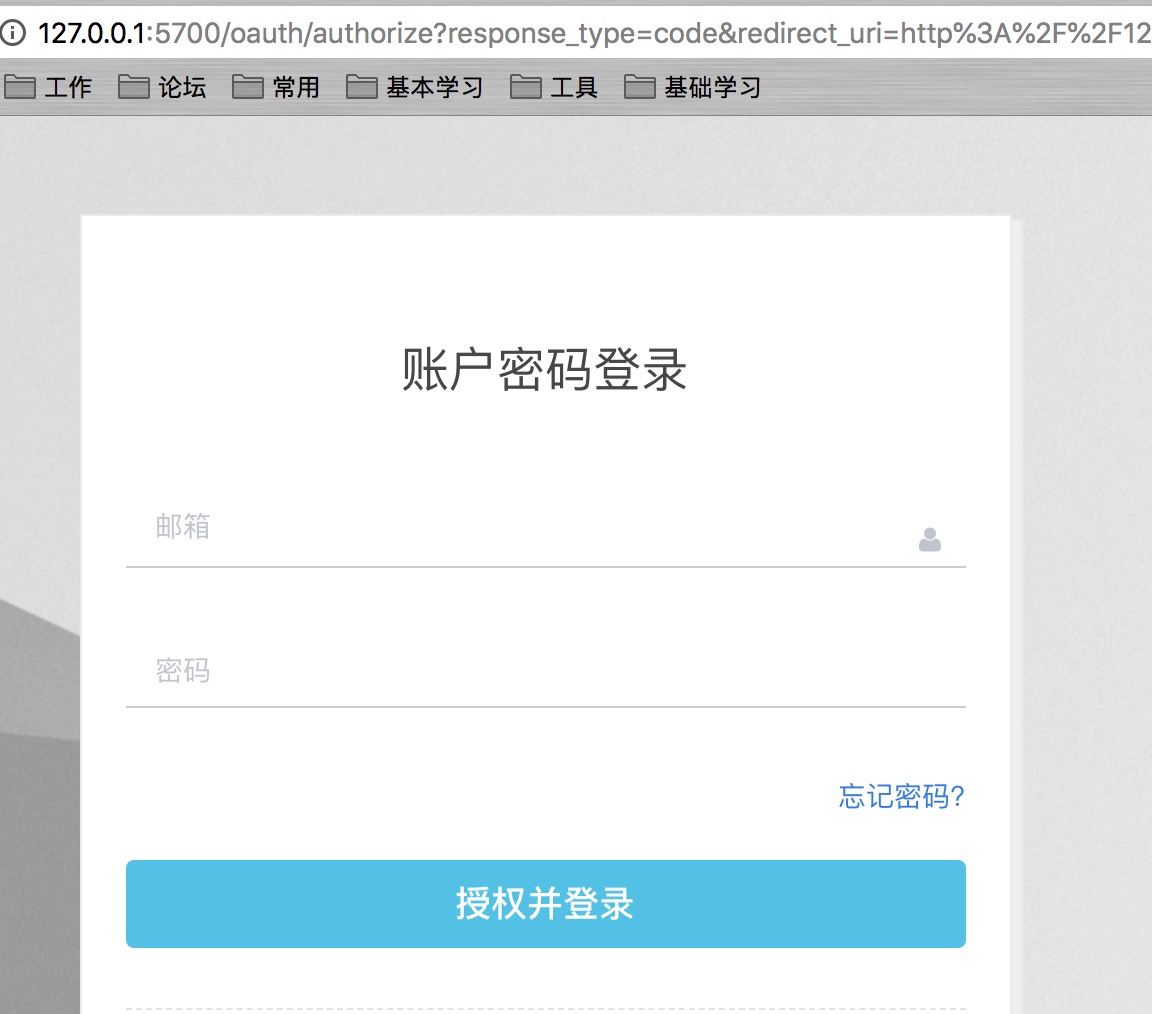 127.0.0.1:5700/oauth/authorize?response_type=code&redirect_uri=http%3A%2F%2F12
工作 论坛 常用 基本学习 工具 基础学习
账户密码登录
邮箱
密码
忘记密码?
授权并登录